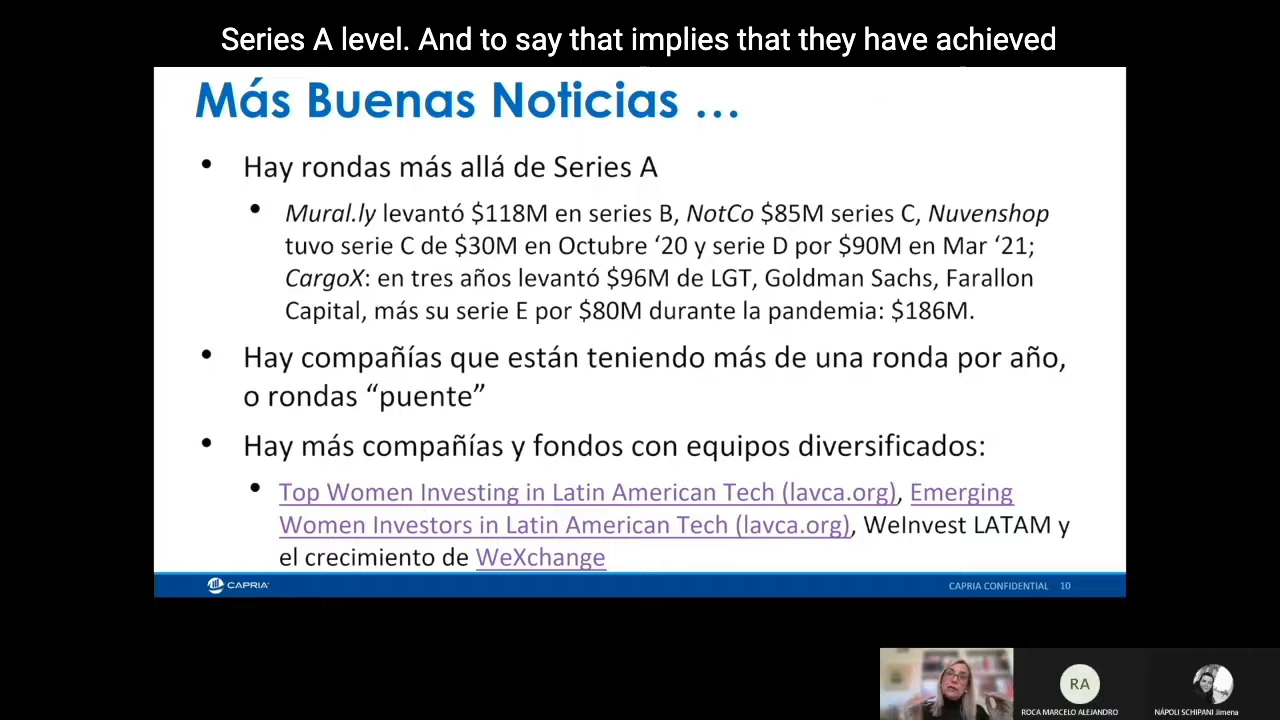 Series A level. And to say that implies that they have achieved
Más Buenas Noticias ...
• Hay rondas más allá de Series A
• Mural.ly levantó $118M en series B, NotCo $85M series C, Nuvenshop
tuvo serie C de $30M en Octubre ‘20 y serie D por $90M en Mar ‘21;
CargoX: en tres años levantó $96M de LGT, Goldman Sachs, Farallon
Capital, más su serie E por $80M durante la pandemia: $186M.
• Hay compañías que están teniendo más de una ronda por año,
o rondas “puente”
• Hay más compañías y fondos con equipos diversificados:
• Top Women Investing in Latin American Tech (lavca.org), Emerging
Women Investors in Latin American Tech (lavca.org), WeInvest LATAM y
el crecimiento de WeXchange
CAPRIA
CAPRIA CONFIDENTIAL 10
RA
ROCA MARCELO ALEJANDRO
NÁPOLI SCHIPANI Jimena